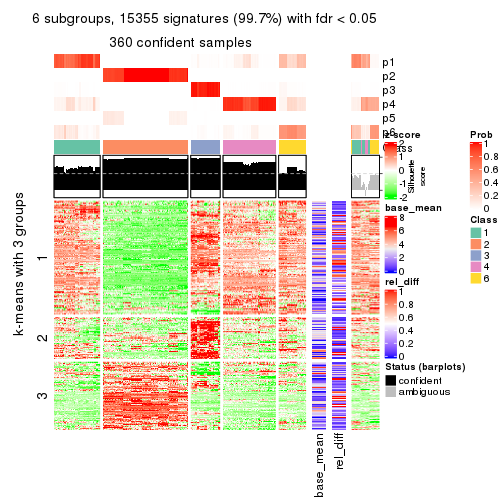 6 subgroups, 15355 signatures (99.7%) with fdr < 0.05
360 confident samples
p1
p2
p3
p4
p5
p6
z-score
2
1
0
-1
-2
Class
Silhouette
score
Prob
1
0.8
0.6
0.4
0.2
0
base_mean
8
6
4
2
0
Class
1
2
3
4
6
rel_diff
1
0.8
0.6
0.4
0.2
0
Status (barplots)
confident
ambiguous
k-means with 3 groups
1
2
3
base_mean
rel_diff